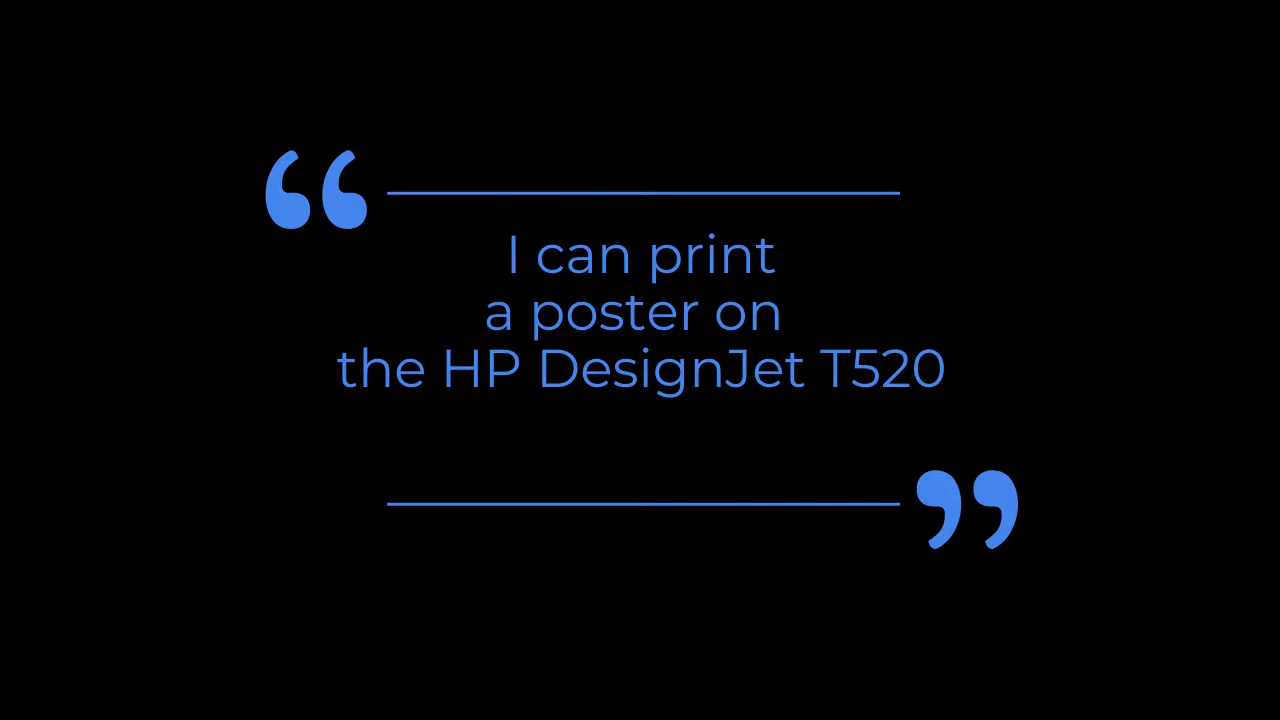 “
I can print
a poster on
the HP DesignJet T520
”